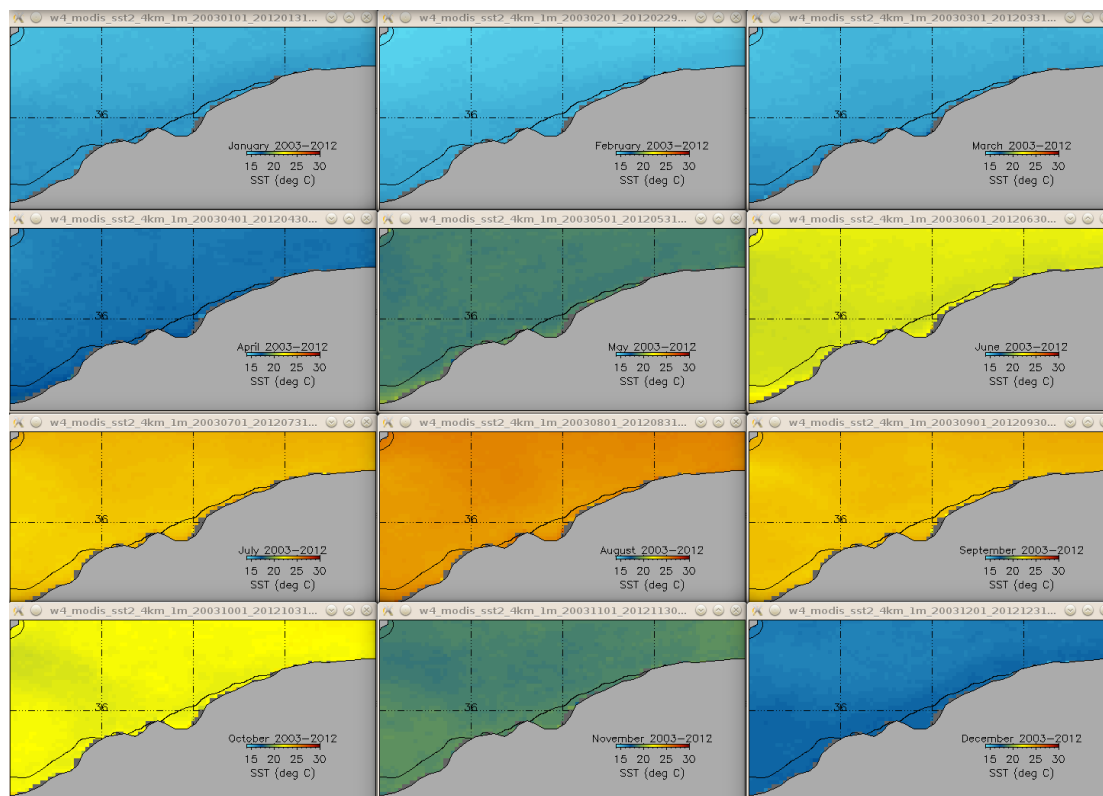 w4_modis_sst2_4km_1m_20030101_20120131...
w4_modis_sst2_4km_1m_20030201_20120229...
w4_modis_sst2_4km_1m_20030301_20120331...
36
January 2003-2012
15 20 25 30
SST (deg C)
36
February 2003-2012
15 20 25 30
SST (deg C)
36
March 2003-2012
15 20 25 30
SST (deg C)
w4_modis_sst2_4km_1m_20030401_20120430...
w4_modis_sst2_4km_1m_20030501_20120531...
w4_modis_sst2_4km_1m_20030601_20120630...
36
April 2003-2012
15 20 25 30
SST (deg C)
36
May 2003-2012
15 20 25 30
SST (deg C)
36
June 2003-2012
15 20 25 30
SST (deg C)
w4_modis_sst2_4km_1m_20030701_20120731...
w4_modis_sst2_4km_1m_20030801_20120831...
w4_modis_sst2_4km_1m_20030901_20120930...
36
July 2003-2012
15 20 25 30
SST (deg C)
36
August 2003-2012
15 20 25 30
SST (deg C)
36
September 2003-2012
15 20 25 30
SST (deg C)
w4_modis_sst2_4km_1m_20031001_20121031...
w4_modis_sst2_4km_1m_20031101_20121130...
w4_modis_sst2_4km_1m_20031201_20121231...
36
October 2003-2012
15 20 25 30
SST (deg C)
36
November 2003-2012
15 20 25 30
SST (deg C)
36
December 2003-2012
15 20 25 30
SST (deg C)